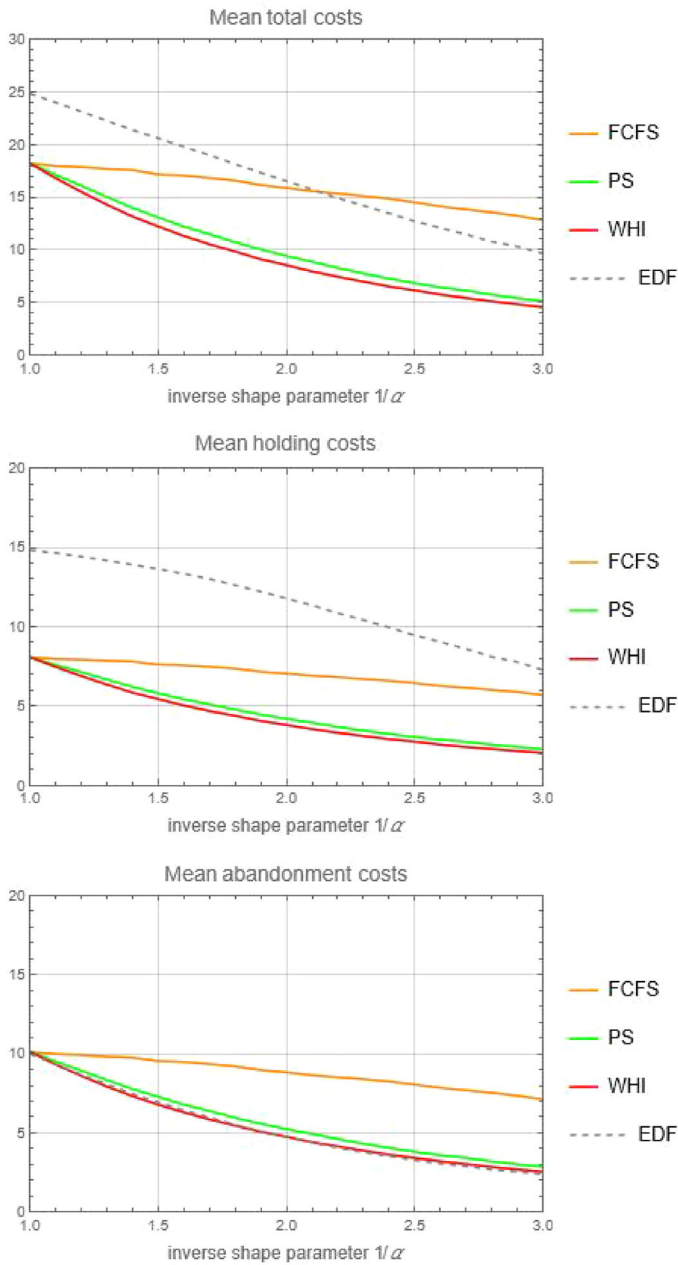 Mean total costs
30
25
20
15
10
5
0
1.0 1.5 2.0 2.5 3.0
inverse shape parameter 1/α
FCFS
PS
WHI
EDF
Mean holding costs
20
15
10
5
0
1.0 1.5 2.0 2.5 3.0
inverse shape parameter 1/α
FCFS
PS
WHI
EDF
Mean abandonment costs
20
15
10
5
0
1.0 1.5 2.0 2.5 3.0
inverse shape parameter 1/α
FCFS
PS
WHI
EDF